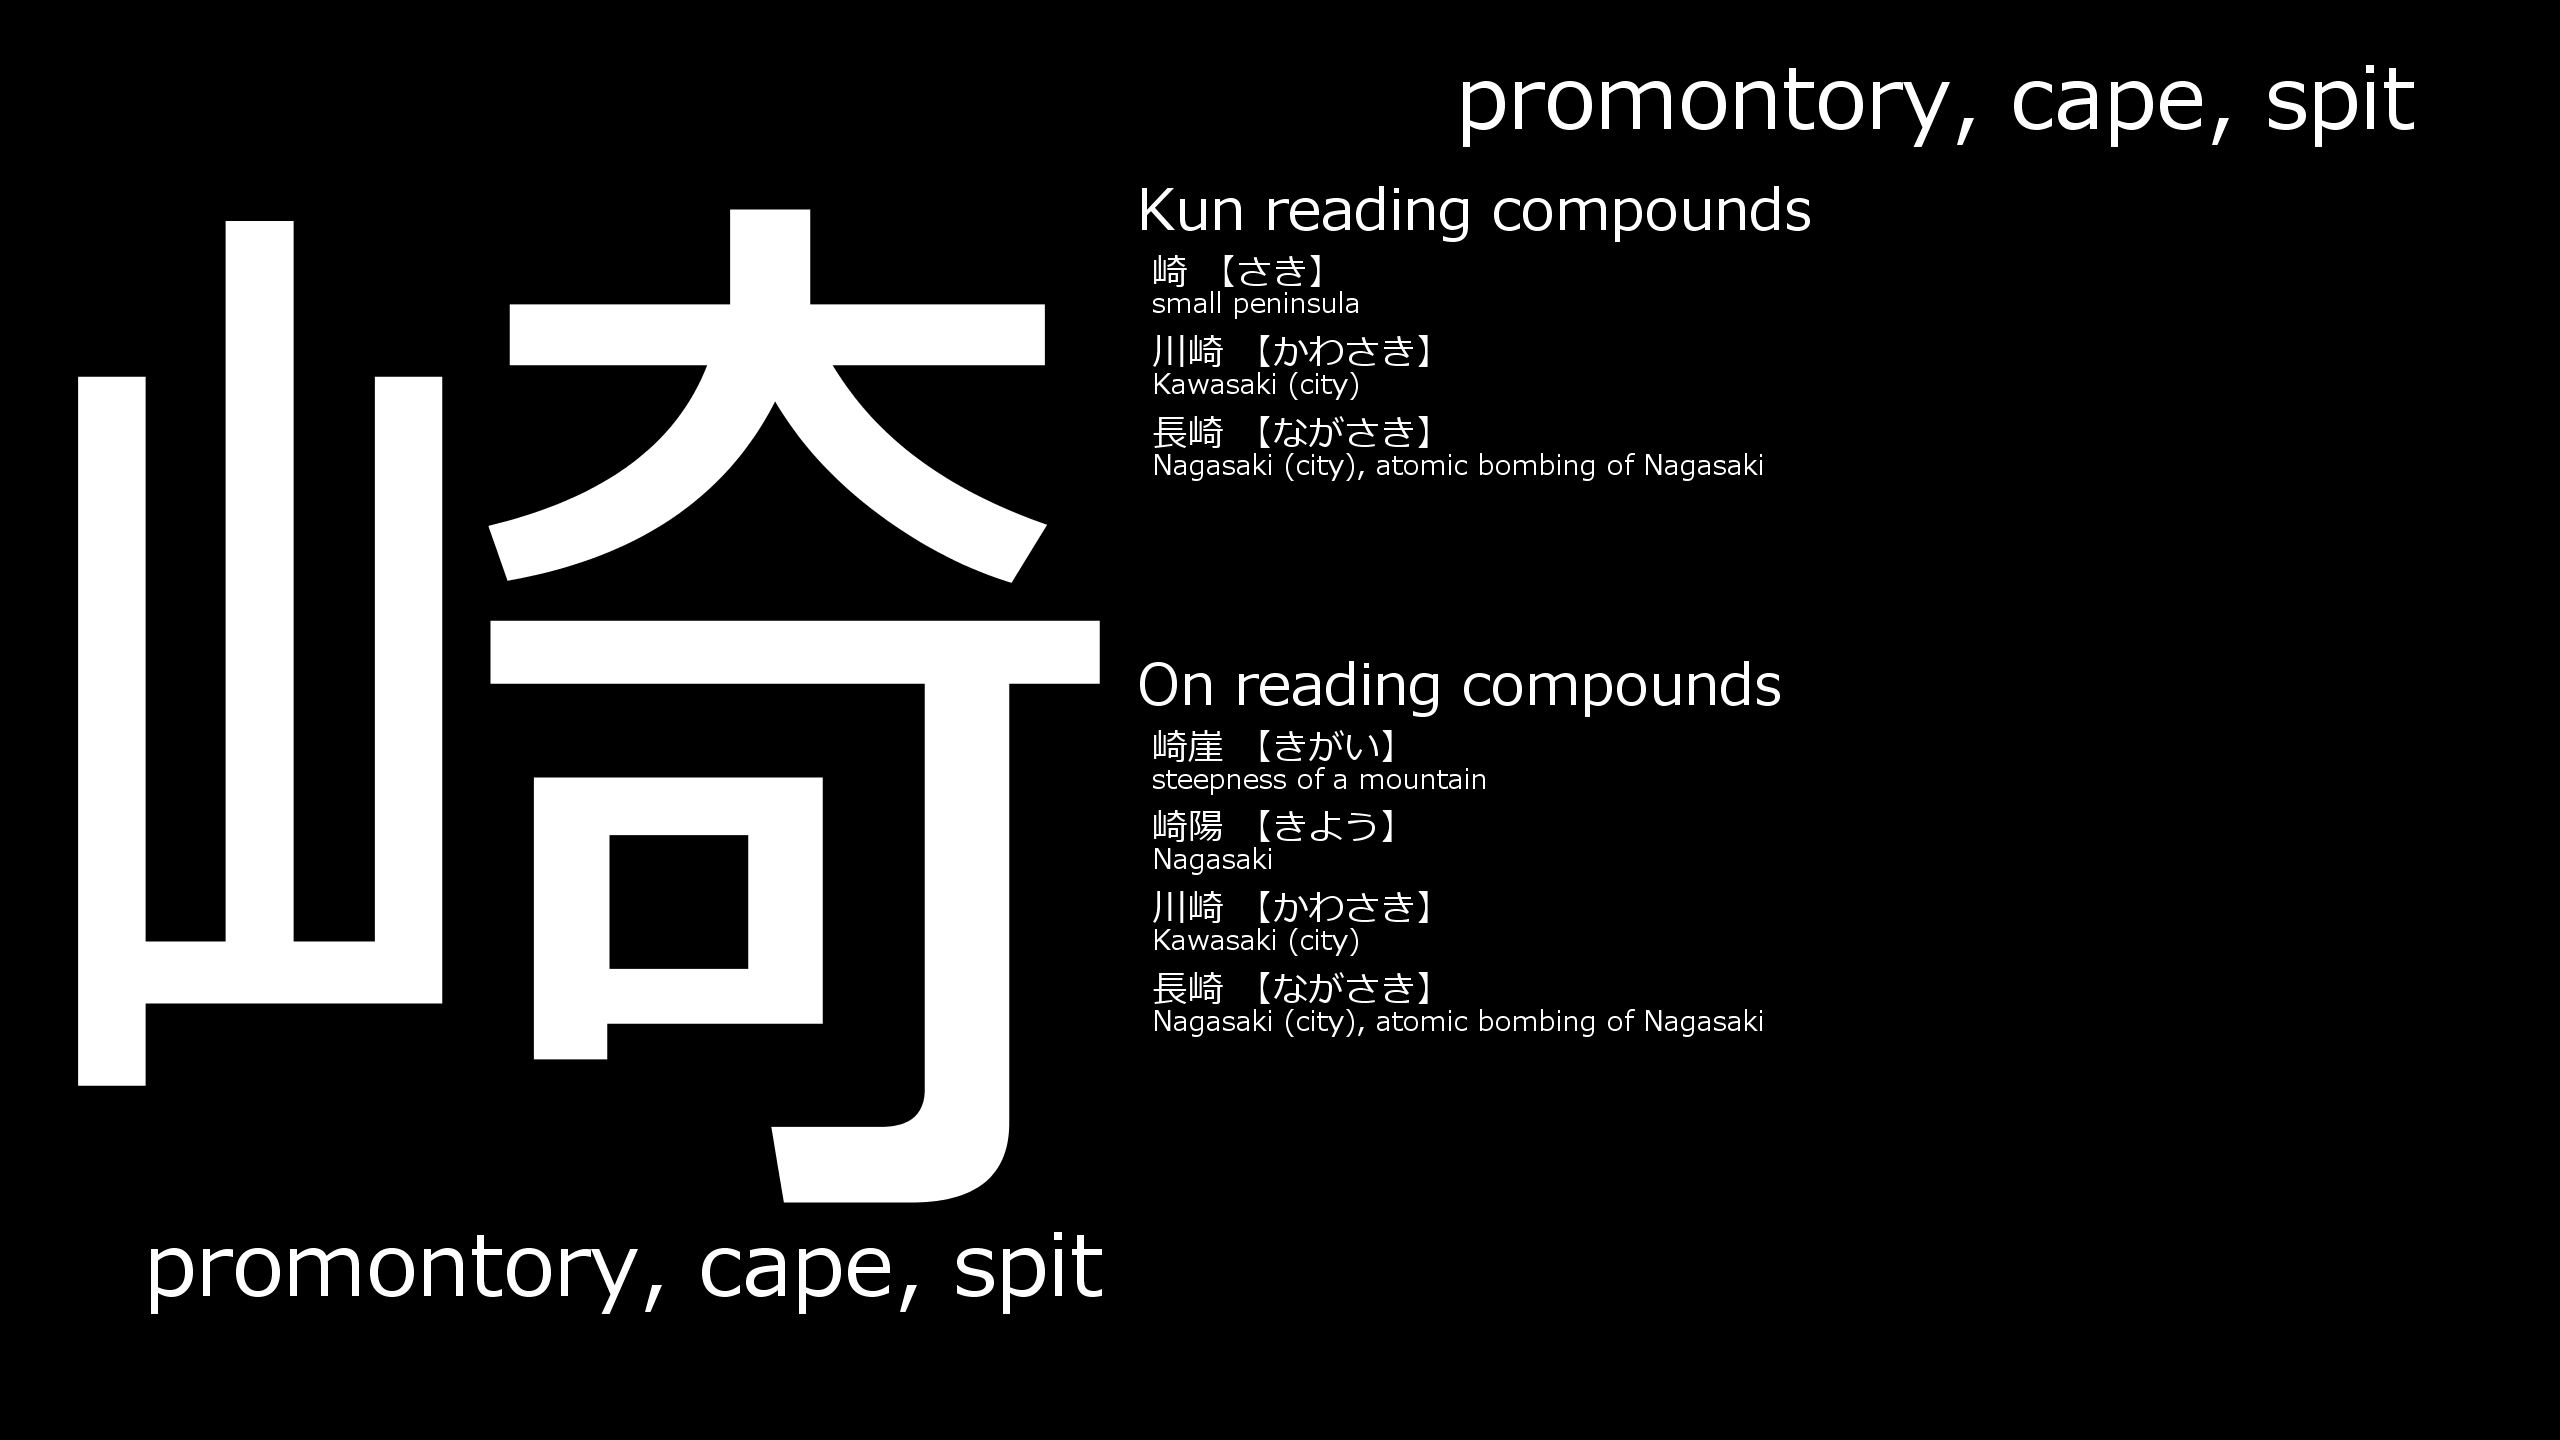 promontory, cape, spit
崎
promontory, cape, spit
Kun reading compounds
崎 【さき】
small peninsula
川崎 【かわさき】
Kawasaki (city)
長崎 【ながさき】
Nagasaki (city), atomic bombing of Nagasaki
On reading compounds
崎崖 【きがい】
steepness of a mountain
崎陽 【きよう】
Nagasaki
川崎 【かわさき】
Kawasaki (city)
長崎 【ながさき】
Nagasaki (city), atomic bombing of Nagasaki